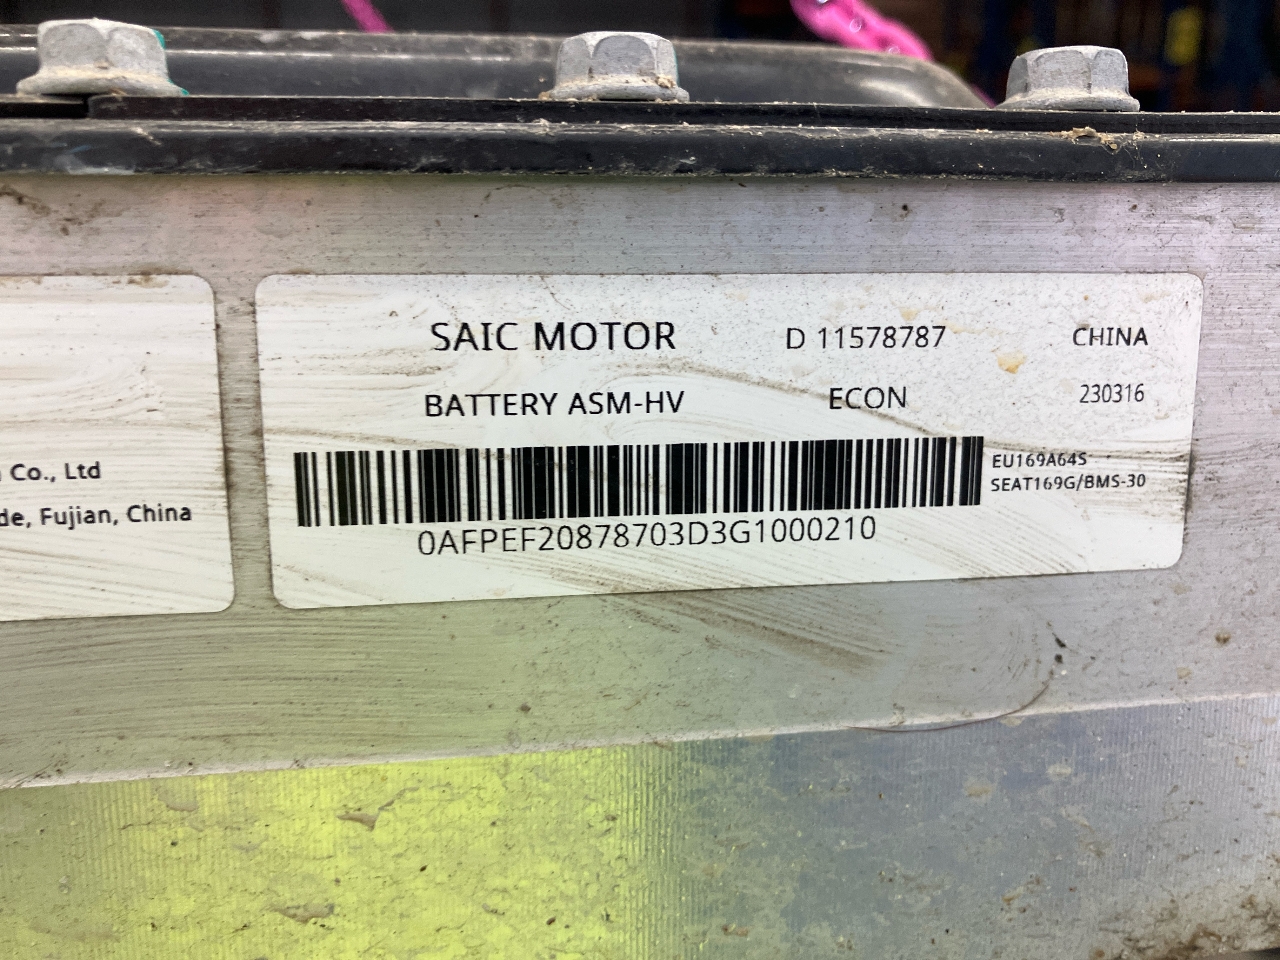 Co., Ltd
de, Fujian, China
SAIC MOTOR D 11578787 CHINA
BATTERY ASM-HV ECON 230316
EU169A64S
SEAT169G/BMS-30
0AFPEF20878703D3G1000210